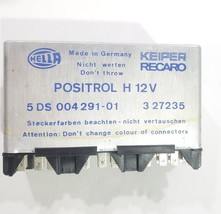 HELLA
Made in Germany
KEIPER
RECARO
Nicht werfen
Don't throw
POSITROL H 12V
5 DS 004 291-01 3 27235
Steckerfarben beachten - nicht vertauschen
Attention: Don't change colour of connectors